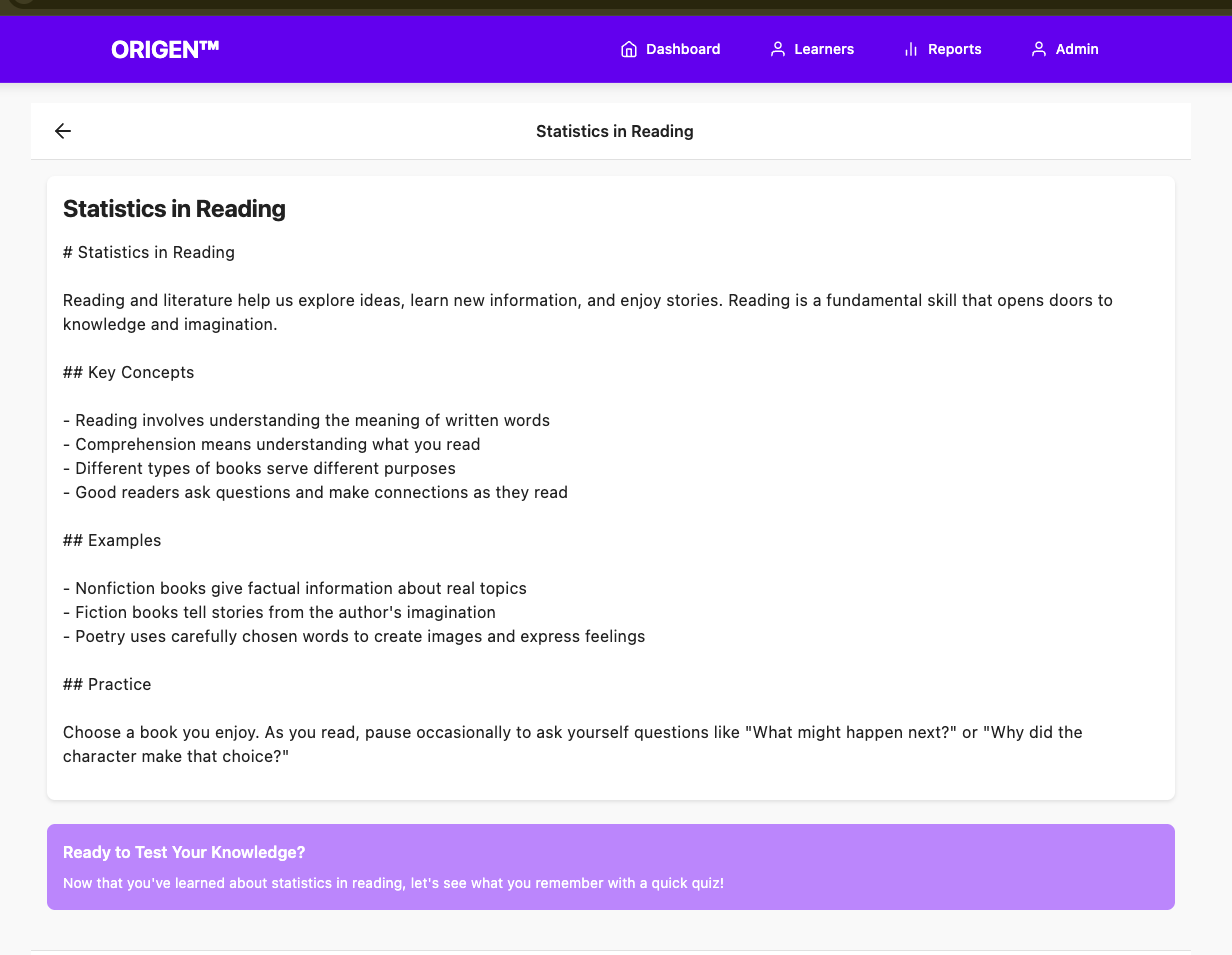 ORIGEN™
Dashboard
Learners
Reports
Admin
Statistics in Reading
Statistics in Reading
# Statistics in Reading
Reading and literature help us explore ideas, learn new information, and enjoy stories. Reading is a fundamental skill that opens doors to
knowledge and imagination.
## Key Concepts
- Reading involves understanding the meaning of written words
- Comprehension means understanding what you read
- Different types of books serve different purposes
- Good readers ask questions and make connections as they read
## Examples
- Nonfiction books give factual information about real topics
- Fiction books tell stories from the author's imagination
- Poetry uses carefully chosen words to create images and express feelings
## Practice
Choose a book you enjoy. As you read, pause occasionally to ask yourself questions like "What might happen next?" or "Why did the
character make that choice?"
Ready to Test Your Knowledge?
Now that you've learned about statistics in reading, let's see what you remember with a quick quiz!